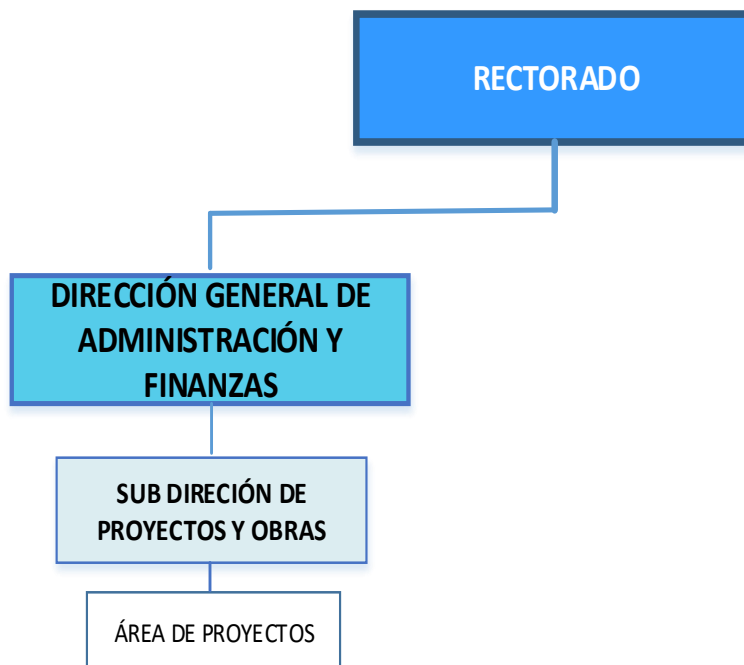 RECTORADO
DIRECCIÓN GENERAL DE
ADMINISTRACIÓN Y
FINANZAS
SUB DIRECIÓN DE
PROYECTOS Y OBRAS
ÁREA DE PROYECTOS